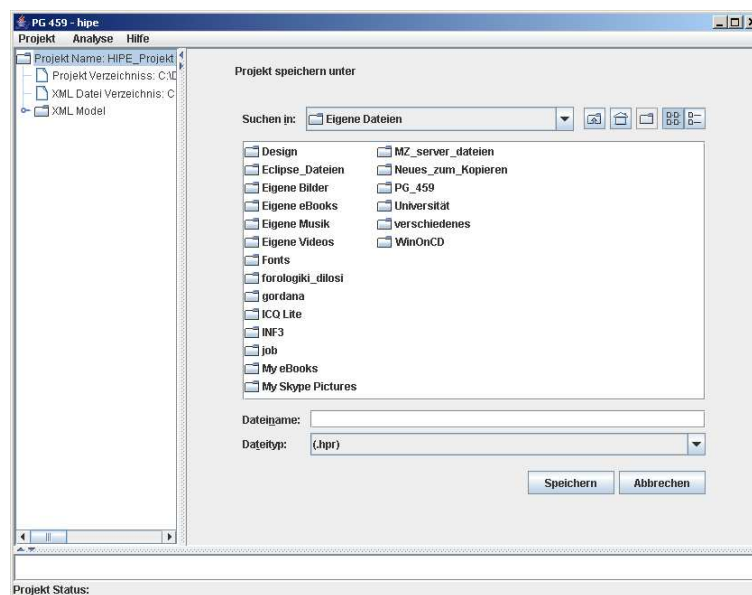 PG 459 - hipe
Projekt Analyse Hilfe
Projekt Name: HIPE_Projekt
Projekt Verzeichniss: C:\D
XML Datei Verzeichnis: C
XML Model
Projekt speichern unter
Suchen in: Eigene Dateien
Design
Eclipse_Dateien
Eigene Bilder
Eigene eBooks
Eigene Musik
Eigene Videos
Fonts
forologiki_dilosi
gordana
ICQ Lite
INF3
job
My eBooks
My Skype Pictures
MZ_server_dateien
Neues_zum_Kopieren
PG_459
Universität
verschiedenes
WinOnCD
Dateiname:
Dateityp: (.hpr)
Speichern Abbrechen
Projekt Status: